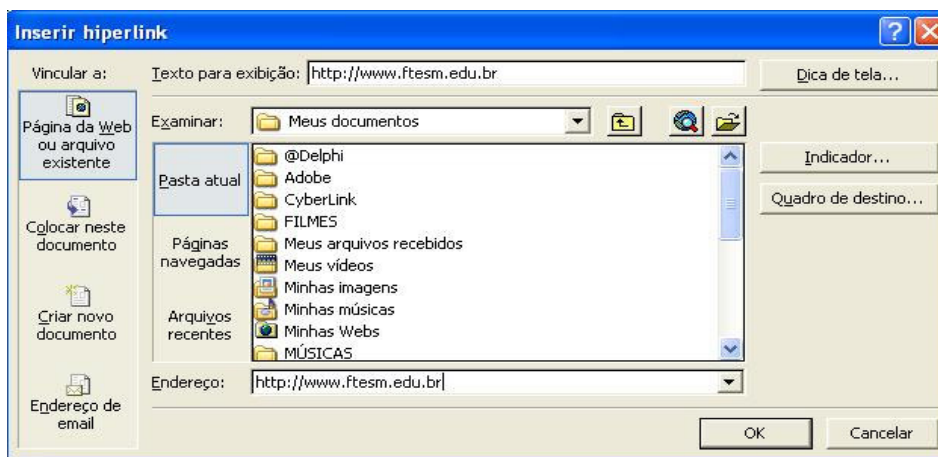 Inserir hiperlink
Vincular a:
Texto para exibição: http://www.ftesm.edu.br
Dica de tela...
Página da Web
ou arquivo
existente
Colocar neste
documento
Criar novo
documento
Endereço de
email
Examinar: Meus documentos
Pasta atual
Páginas
navegadas
Arquivos
recentes
@Delphi
Adobe
CyberLink
FILMES
Meus arquivos recebidos
Meus vídeos
Minhas imagens
Minhas músicas
Minhas Webs
MÚSICAS
Indicador...
Quadro de destino...
Endereço: http://www.ftesm.edu.br
OK
Cancelar